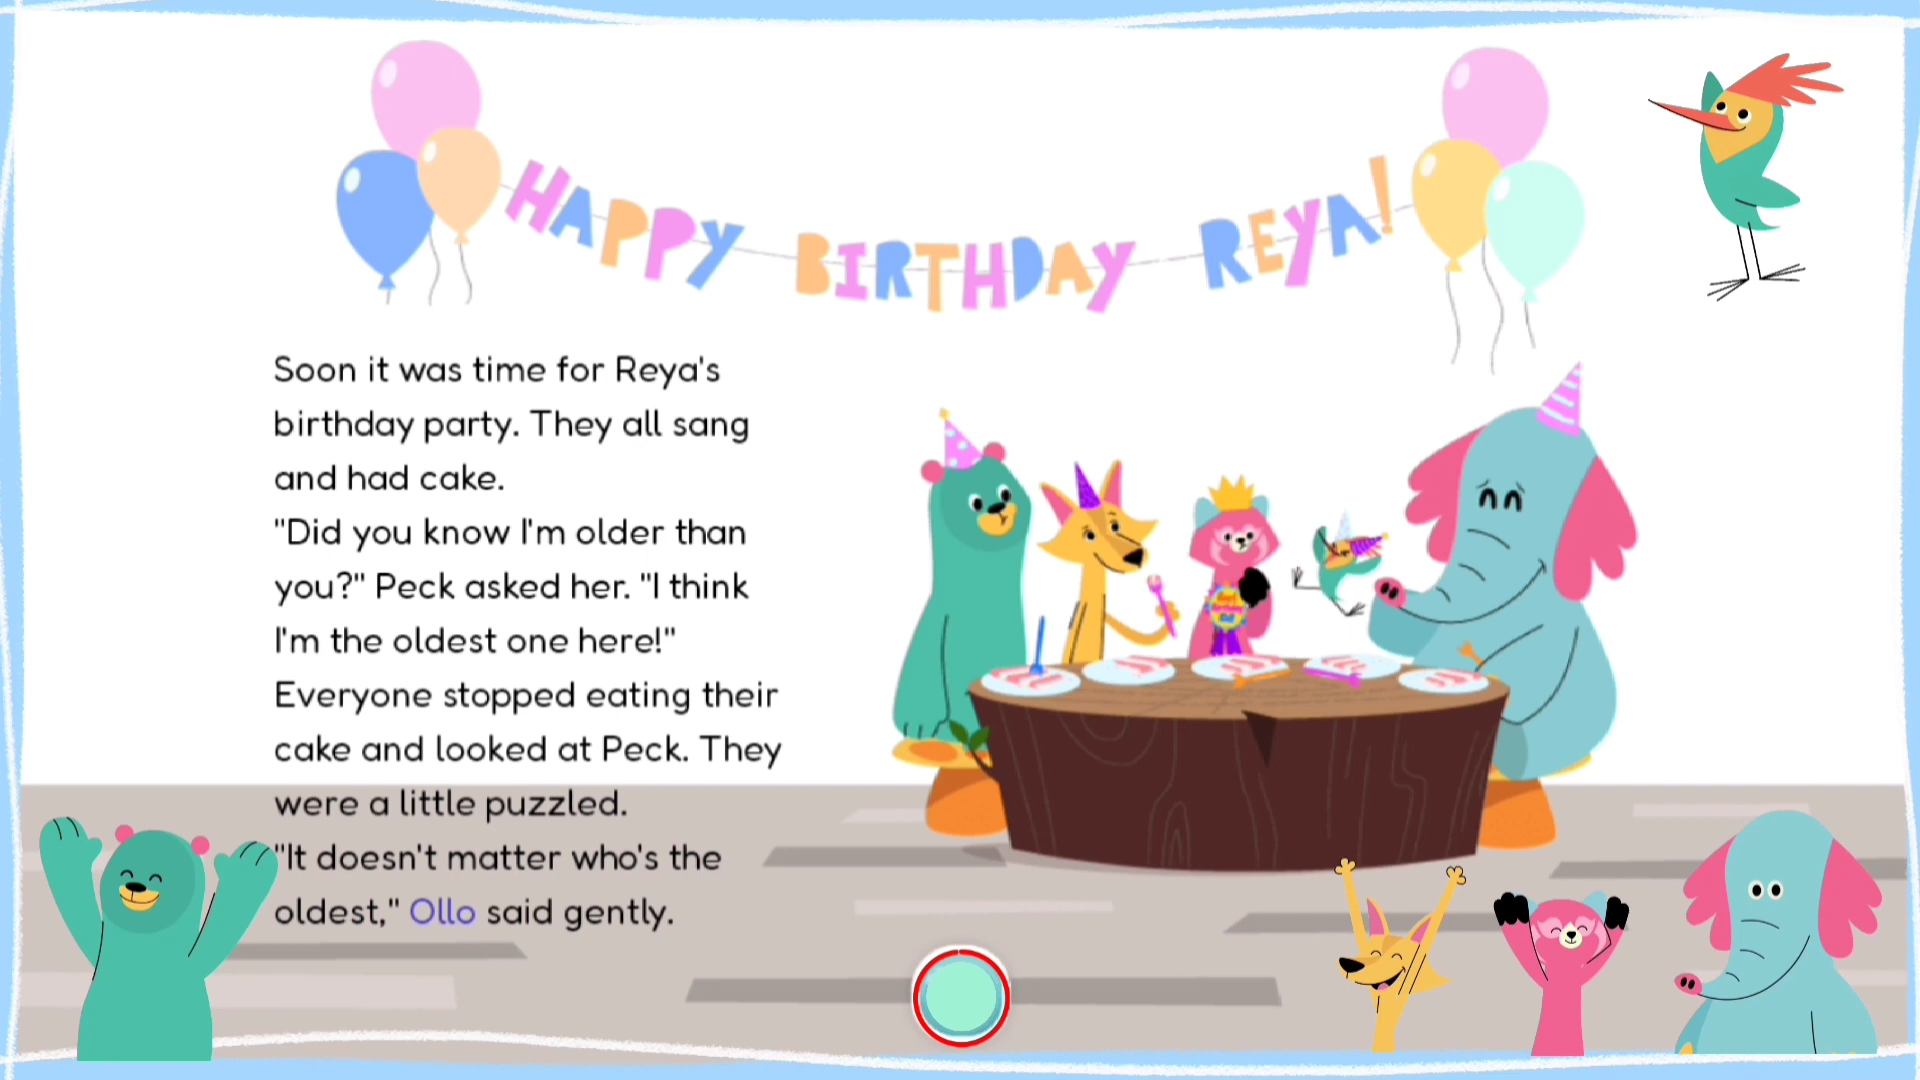 HAPPY BIRTHDAY REYA!
Soon it was time for Reya's
birthday party. They all sang
and had cake.
"Did you know I'm older than
you?" Peck asked her. "I think
I'm the oldest one here!"
Everyone stopped eating their
cake and looked at Peck. They
were a little puzzled.
"It doesn't matter who's the
oldest," Ollo said gently.